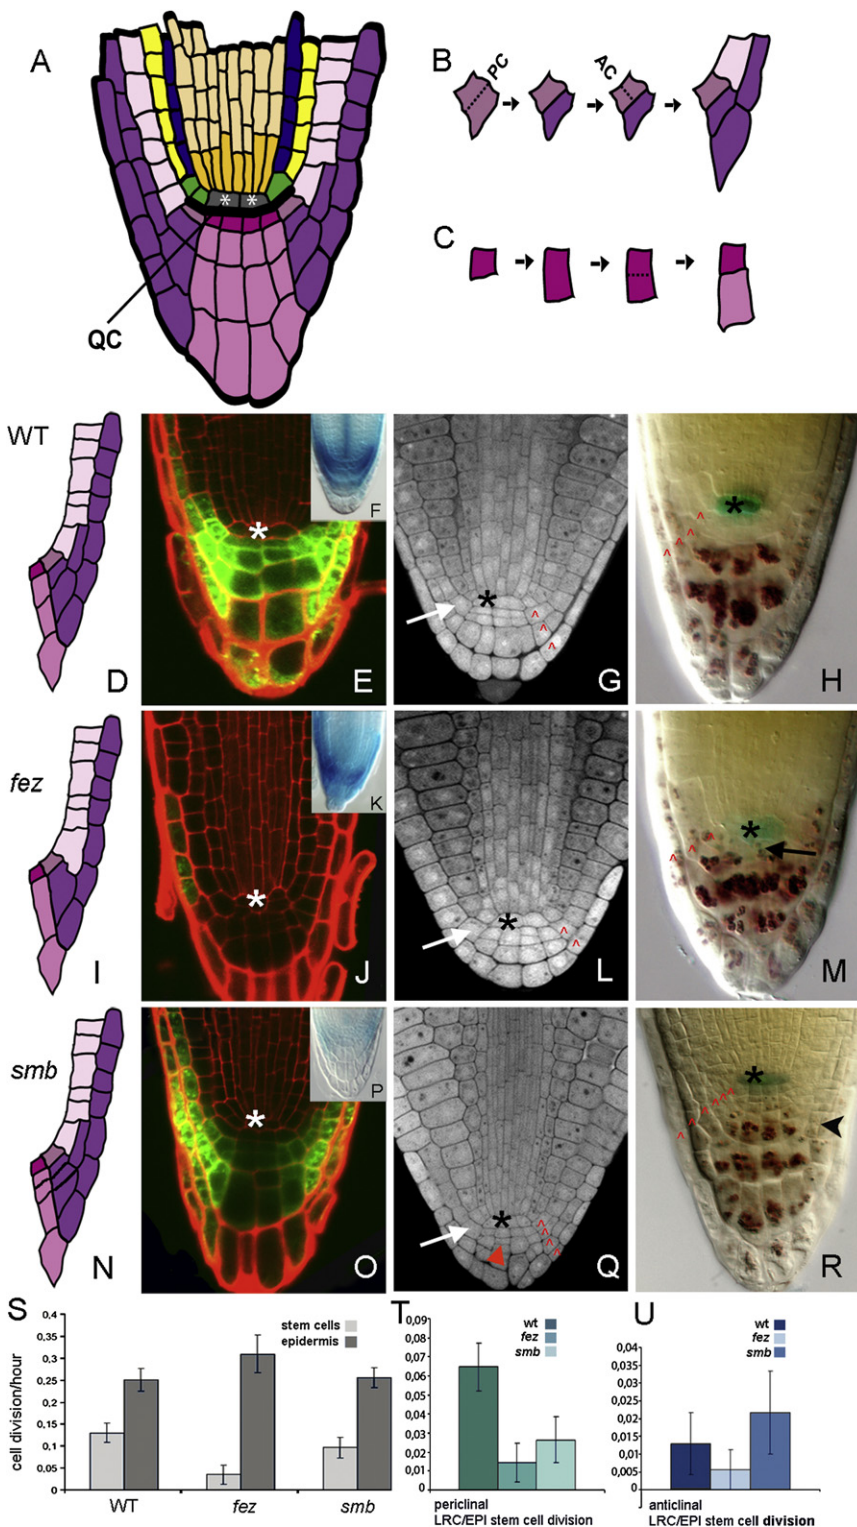 A
QC
B
PC
AC
C
WT
D
E
F
G
H
fez
I
J
K
L
M
smb
N
O
P
Q
R
S
cell division/hour
0,4
0,35
0,3
0,25
0,2
0,15
0,1
0,05
0
stem cells
epidermis
WT
fez
smb
T
0,09
0,08
0,07
0,06
0,05
0,04
0,03
0,02
0,01
0
wt
fez
smb
periclinal
LRC/EPI stem cell division
U
0,04
0,035
0,03
0,025
0,02
0,015
0,01
0,005
0
wt
fez
smb
anticlinal
LRC/EPI stem cell division